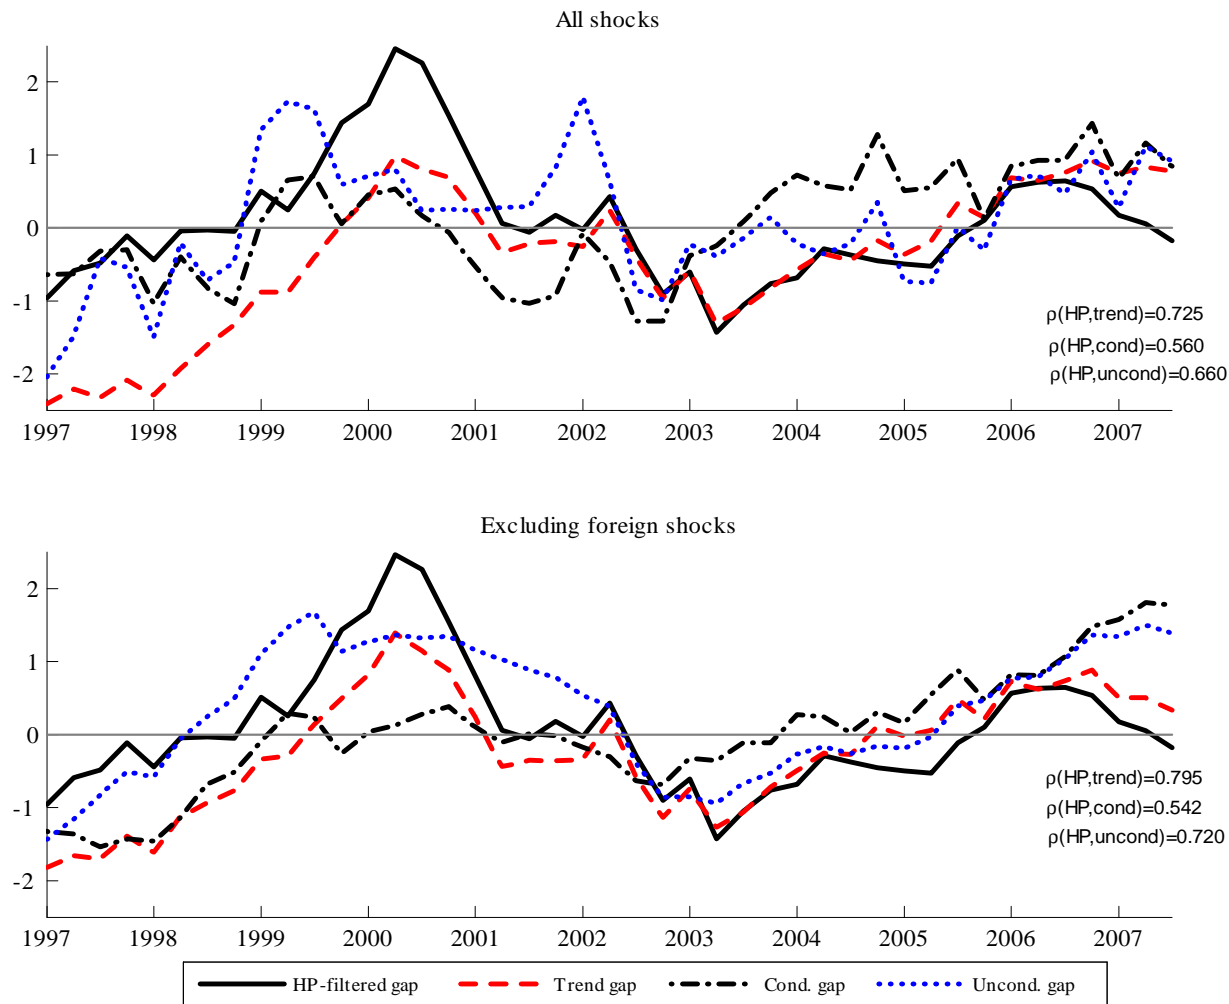 All shocks
2
1
0
-1
-2
ρ(HP,trend)=0.725
ρ(HP,cond)=0.560
ρ(HP,uncond)=0.660
1997 1998 1999 2000 2001 2002 2003 2004 2005 2006 2007
Excluding foreign shocks
2
1
0
-1
-2
ρ(HP,trend)=0.795
ρ(HP,cond)=0.542
ρ(HP,uncond)=0.720
1997 1998 1999 2000 2001 2002 2003 2004 2005 2006 2007
HP-filtered gap Trend gap Cond. gap Uncond. gap